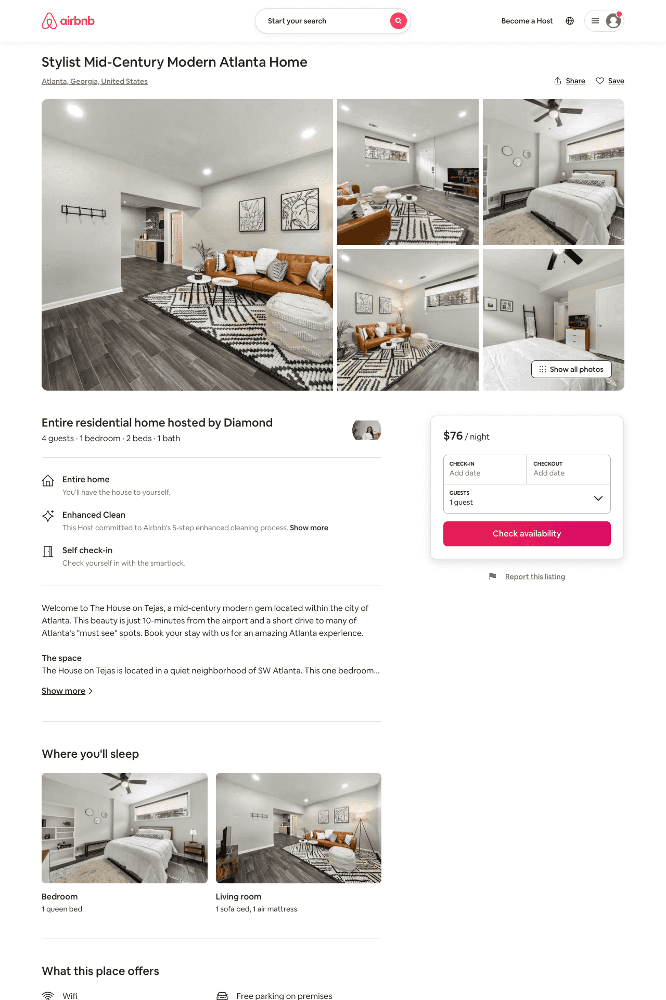 airbnb
Start your search
Become a Host
Stylist Mid-Century Modern Atlanta Home
Atlanta, Georgia, United States
Share
Save
Show all photos
Entire residential home hosted by Diamond
4 guests · 1 bedroom · 2 beds · 1 bath
Entire home
You'll have the house to yourself.
Enhanced Clean
This Host committed to Airbnb's 5-step enhanced cleaning process. Show more
Self check-in
Check yourself in with the smartlock.
$76 / night
CHECK-IN
Add date
CHECKOUT
Add date
GUESTS
1 guest
Check availability
Report this listing
Welcome to The House on Tejas, a mid-century modern gem located within the city of
Atlanta. This beauty is just 10-minutes from the airport and a short drive to many of
Atlanta's "must see" spots. Book your stay with us for an amazing Atlanta experience.
The space
The House on Tejas is located in a quiet neighborhood of SW Atlanta. This one bedroom...
Show more
Where you'll sleep
Bedroom
1 queen bed
Living room
1 sofa bed, 1 air mattress
What this place offers
Wifi
Free parking on premises